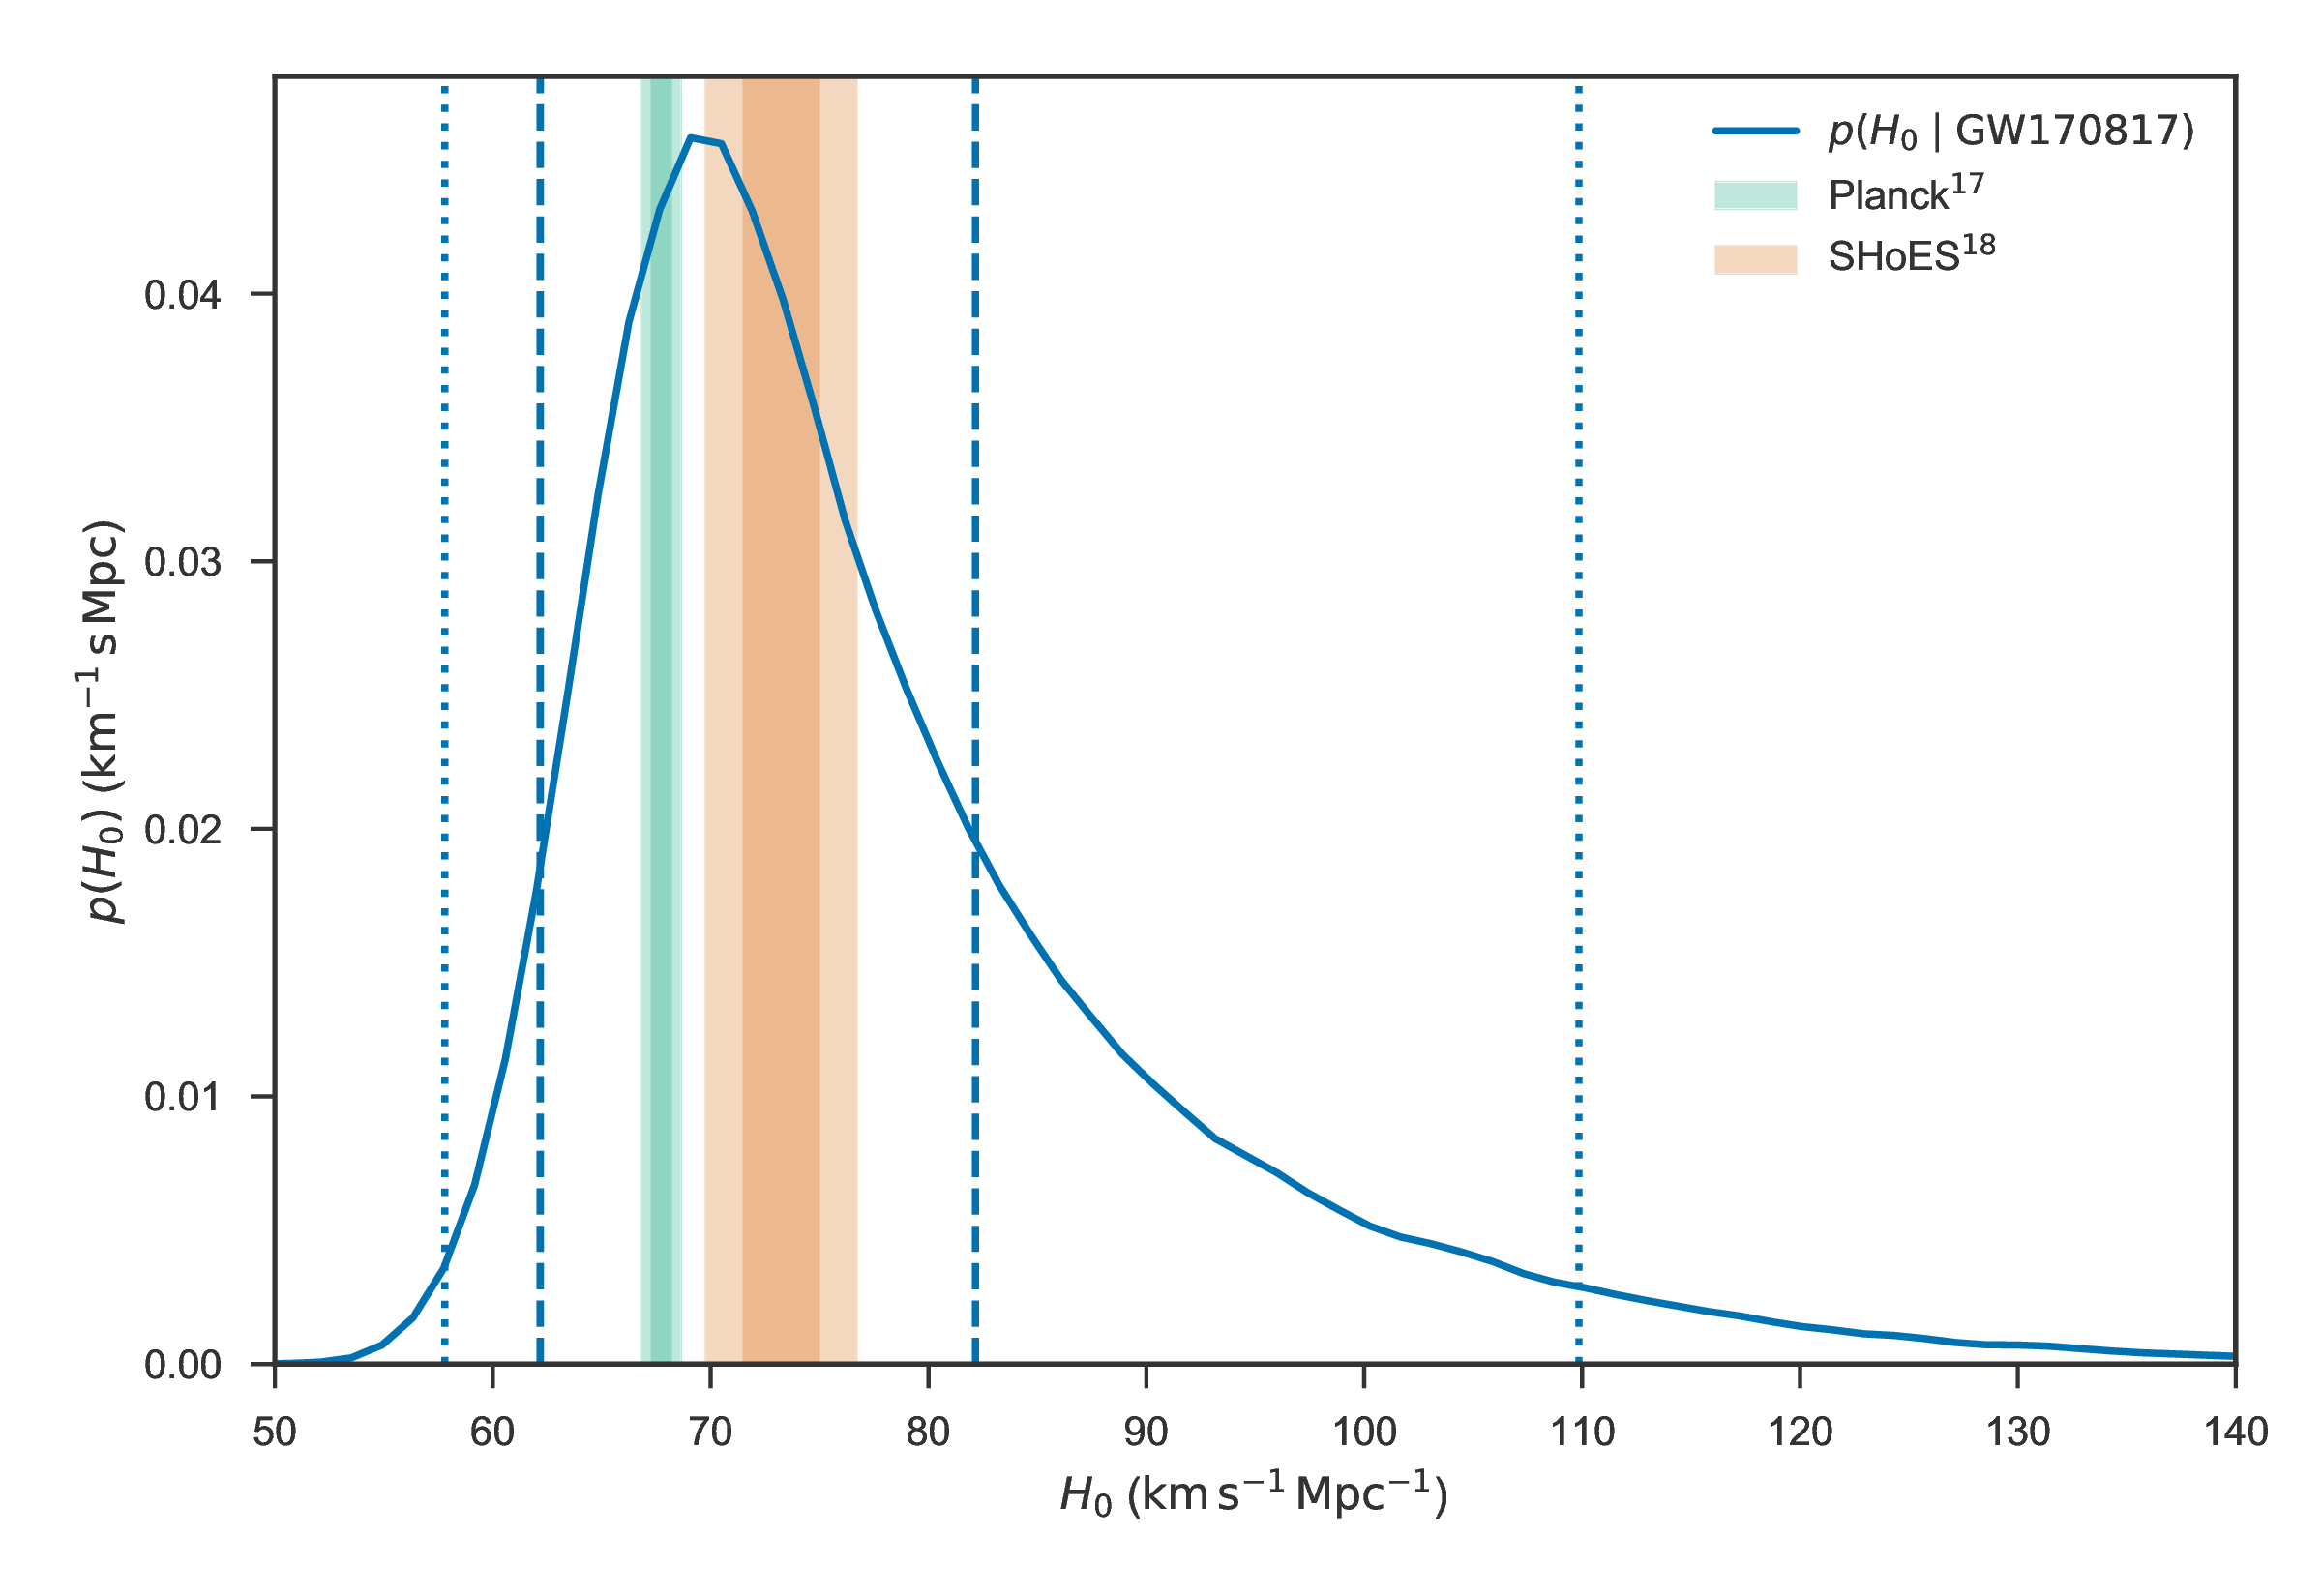 p(H₀ | GW170817)
Planck¹⁷
SHoES¹⁸
p(H₀) (km⁻¹ s Mpc)
0.04
0.03
0.02
0.01
0.00
50 60 70 80 90 100 110 120 130 140
H₀ (km s⁻¹ Mpc⁻¹)